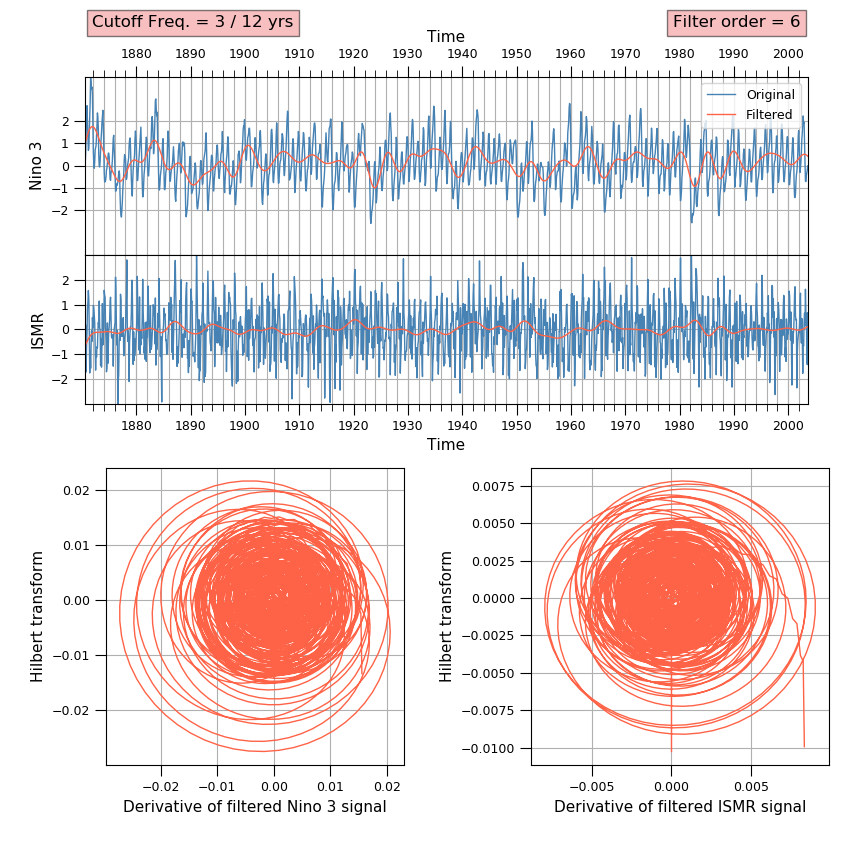 Cutoff Freq. = 3 / 12 yrs
Filter order = 6
Time
1880 1890 1900 1910 1920 1930 1940 1950 1960 1970 1980 1990 2000
Original
Filtered
Nino 3
2
1
0
−1
−2
ISMR
2
1
0
−1
−2
1880 1890 1900 1910 1920 1930 1940 1950 1960 1970 1980 1990 2000
Time
Hilbert transform
0.02
0.01
0.00
−0.01
−0.02
−0.02 −0.01 0.00 0.01 0.02
Derivative of filtered Nino 3 signal
Hilbert transform
0.0075
0.0050
0.0025
0.0000
−0.0025
−0.0050
−0.0075
−0.0100
−0.005 0.000 0.005
Derivative of filtered ISMR signal